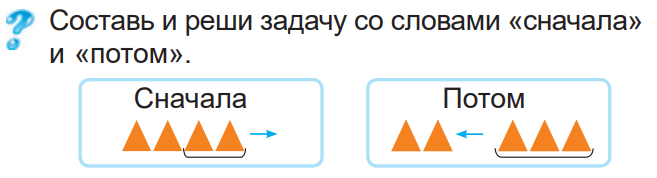 Составь и реши задачу со словами «сначала»
и «потом».
Сначала
Потом